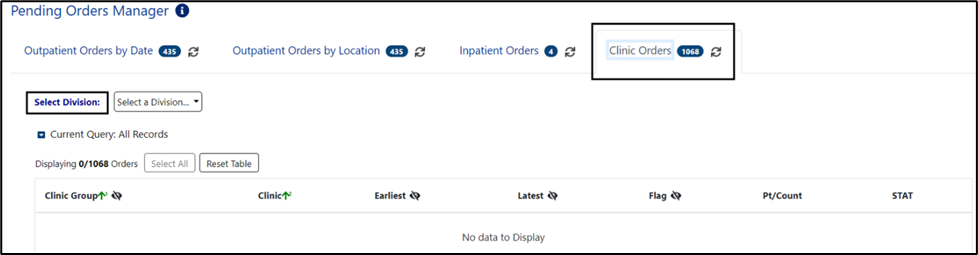 Pending Orders Manager
Outpatient Orders by Date 435 Outpatient Orders by Location 435 Inpatient Orders 4 Clinic Orders 1068
Select Division: Select a Division...
Current Query: All Records
Displaying 0/1068 Orders Select All Reset Table
Clinic Group 1 Clinic 2 Earliest Latest Flag Pt/Count STAT
No data to Display